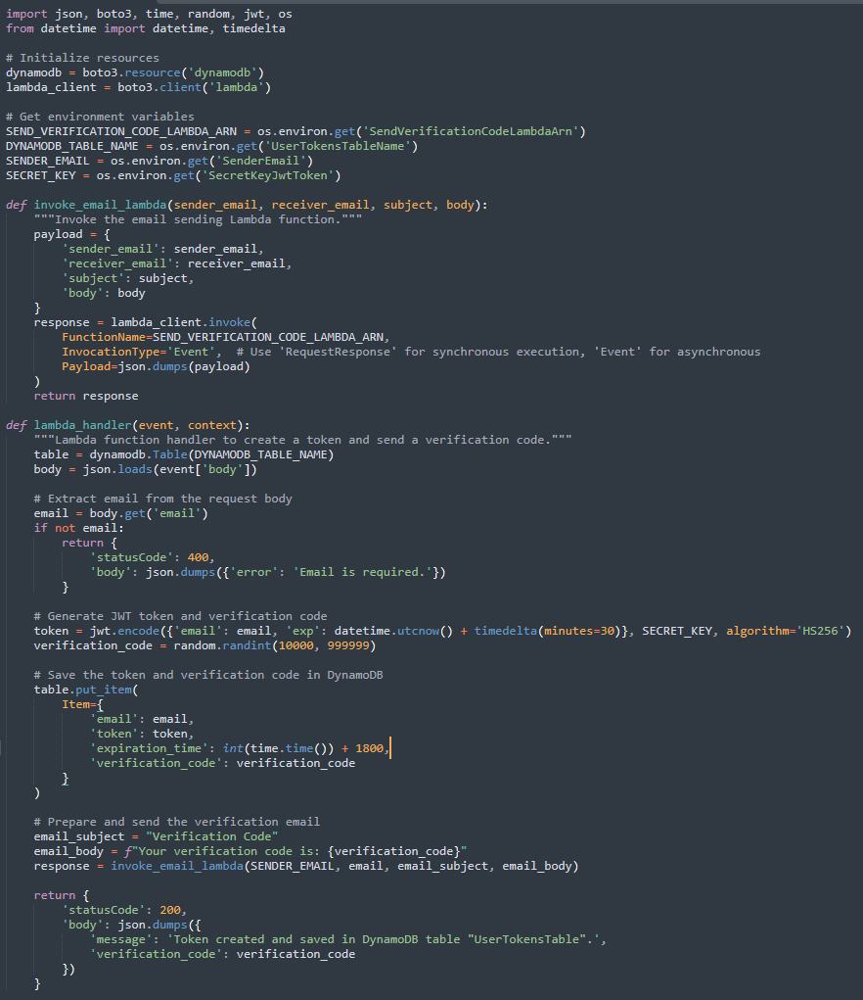 import json, boto3, time, random, jwt, os
from datetime import datetime, timedelta

# Initialize resources
dynamodb = boto3.resource('dynamodb')
lambda_client = boto3.client('lambda')

# Get environment variables
SEND_VERIFICATION_CODE_LAMBDA_ARN = os.environ.get('SendVerificationCodeLambdaArn')
DYNAMODB_TABLE_NAME = os.environ.get('UserTokensTableName')
SENDER_EMAIL = os.environ.get('SenderEmail')
SECRET_KEY = os.environ.get('SecretKeyJwtToken')

def invoke_email_lambda(sender_email, receiver_email, subject, body):
    """Invoke the email sending Lambda function."""
    payload = {
        'sender_email': sender_email,
        'receiver_email': receiver_email,
        'subject': subject,
        'body': body
    }
    response = lambda_client.invoke(
        FunctionName=SEND_VERIFICATION_CODE_LAMBDA_ARN,
        InvocationType='Event',  # Use 'RequestResponse' for synchronous execution, 'Event' for asynchronous
        Payload=json.dumps(payload)
    )
    return response

def lambda_handler(event, context):
    """Lambda function handler to create a token and send a verification code."""
    table = dynamodb.Table(DYNAMODB_TABLE_NAME)
    body = json.loads(event['body'])

    # Extract email from the request body
    email = body.get('email')
    if not email:
        return {
            'statusCode': 400,
            'body': json.dumps({'error': 'Email is required.'})
        }

    # Generate JWT token and verification code
    token = jwt.encode({'email': email, 'exp': datetime.utcnow() + timedelta(minutes=30)}, SECRET_KEY, algorithm='HS256')
    verification_code = random.randint(10000, 999999)

    # Save the token and verification code in DynamoDB
    table.put_item(
        Item={
            'email': email,
            'token': token,
            'expiration_time': int(time.time()) + 1800,
            'verification_code': verification_code
        }
    )

    # Prepare and send the verification email
    email_subject = "Verification Code"
    email_body = f"Your verification code is: {verification_code}"
    response = invoke_email_lambda(SENDER_EMAIL, email, email_subject, email_body)

    return {
        'statusCode': 200,
        'body': json.dumps({
            'message': 'Token created and saved in DynamoDB table "UserTokensTable".',
            'verification_code': verification_code
        })
    }